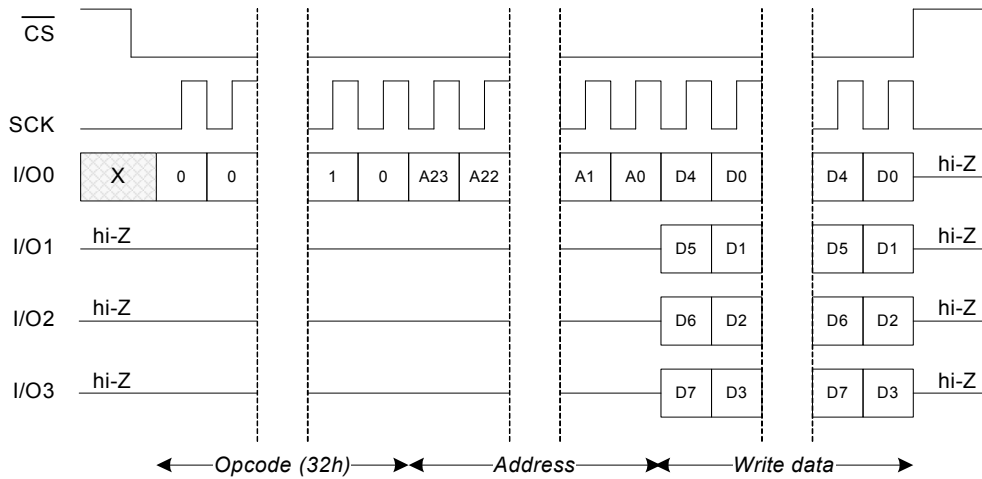 CS
SCK
I/O0 X 0 0 1 0 A23 A22 A1 A0 D4 D0 D4 D0 hi-Z
I/O1 hi-Z D5 D1 D5 D1 hi-Z
I/O2 hi-Z D6 D2 D6 D2 hi-Z
I/O3 hi-Z D7 D3 D7 D3 hi-Z
Opcode (32h) Address Write data